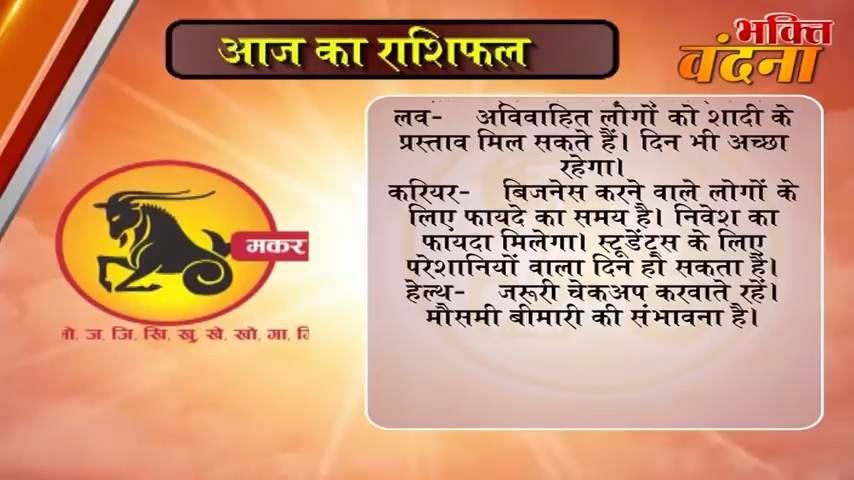 आज का राशिफल
भक्ति
वंदना
लव- अविवाहित लोगों को शादी के
प्रस्ताव मिल सकते हैं। दिन भी अच्छा
रहेगा।
करियर- बिजनेस करने वाले लोगों के
लिए फायदे का समय है। निवेश का
फायदा मिलेगा। स्टूडेंट्स के लिए
परेशानियों वाला दिन हो सकता है।
हेल्थ- जरूरी चेकअप करवाते रहें।
मौसमी बीमारी की संभावना है।
मकर
ज, जि, खि, खु, खे, खो, गा,